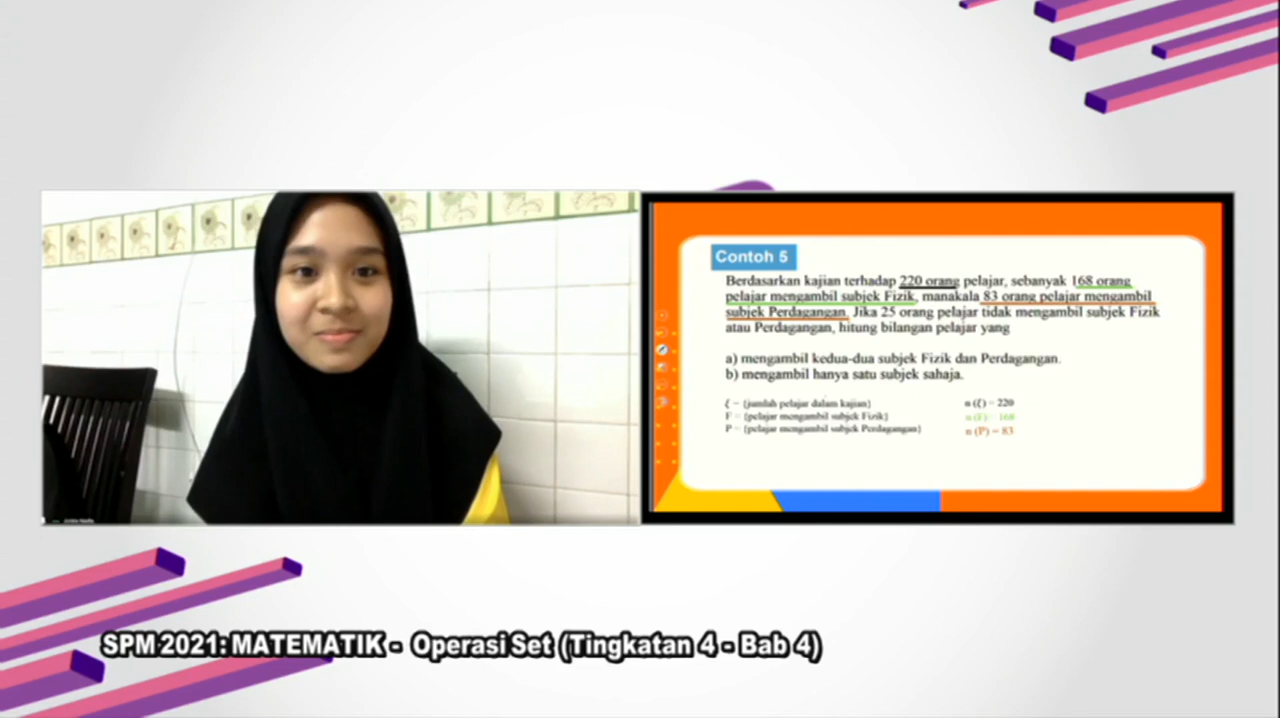 Contoh 5
Berdasarkan kajian terhadap 220 orang pelajar, sebanyak 168 orang
pelajar mengambil subjek Fizik, manakala 83 orang pelajar mengambil
subjek Perdagangan. Jika 25 orang pelajar tidak mengambil subjek Fizik
atau Perdagangan, hitung bilangan pelajar yang
a) mengambil kedua-dua subjek Fizik dan Perdagangan.
b) mengambil hanya satu subjek sahaja.
ξ = {jumlah pelajar dalam kajian} n (ξ) = 220
F = {pelajar mengambil subjek Fizik} n (F) = 168
P = {pelajar mengambil subjek Perdagangan} n (P) = 83
SPM 2021: MATEMATIK - Operasi Set (Tingkatan 4 - Bab 4)